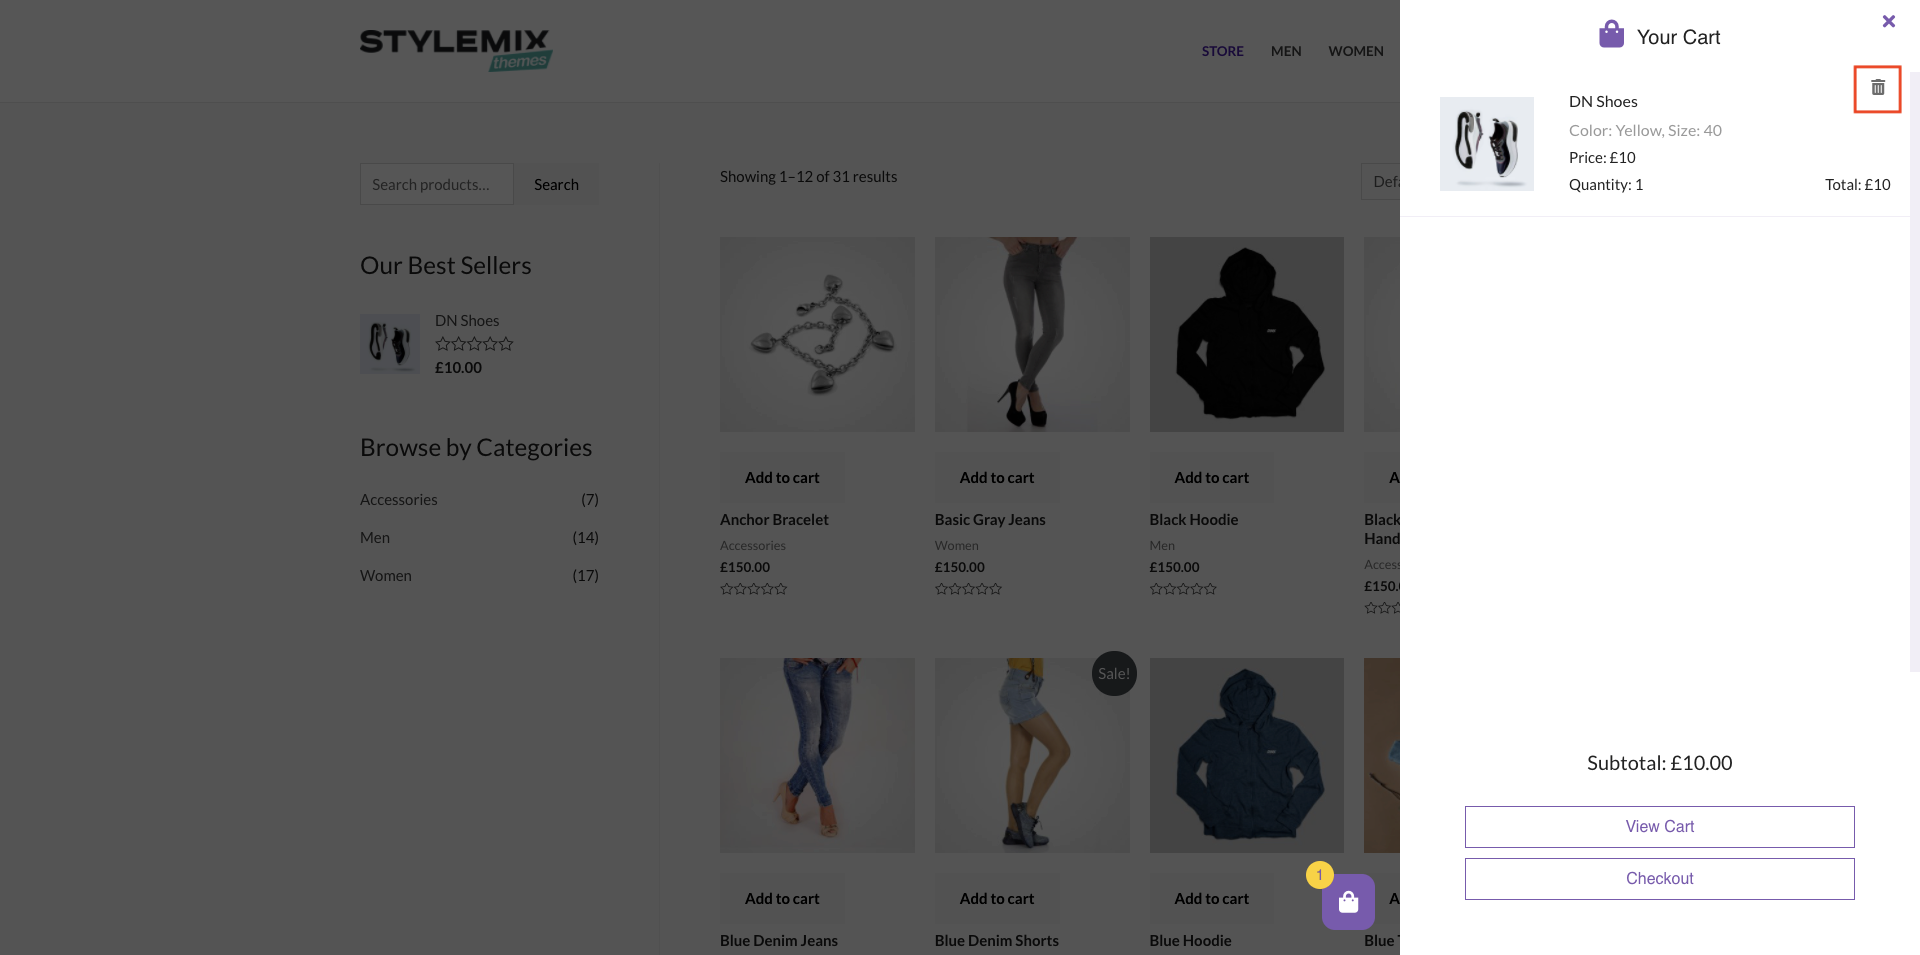 STYLEMIX
themes
STORE
MEN
WOMEN
Search products...
Search
Our Best Sellers
DN Shoes
£10.00
Browse by Categories
Accessories (7)
Men (14)
Women (17)
Showing 1–12 of 31 results
Add to cart
Anchor Bracelet
Accessories
£150.00
Add to cart
Basic Gray Jeans
Women
£150.00
Add to cart
Black Hoodie
Men
£150.00
Black
Sale!
Add to cart
Blue Denim Jeans
Add to cart
Blue Denim Shorts
Add to cart
Blue Hoodie
Blue
1
Your Cart
DN Shoes
Color: Yellow, Size: 40
Price: £10
Quantity: 1
Total: £10
Subtotal: £10.00
View Cart
Checkout